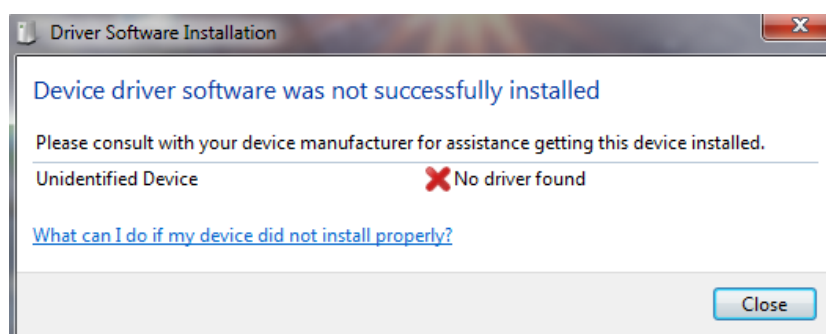 Driver Software Installation
Device driver software was not successfully installed
Please consult with your device manufacturer for assistance getting this device installed.
Unidentified Device No driver found
What can I do if my device did not install properly?
Close